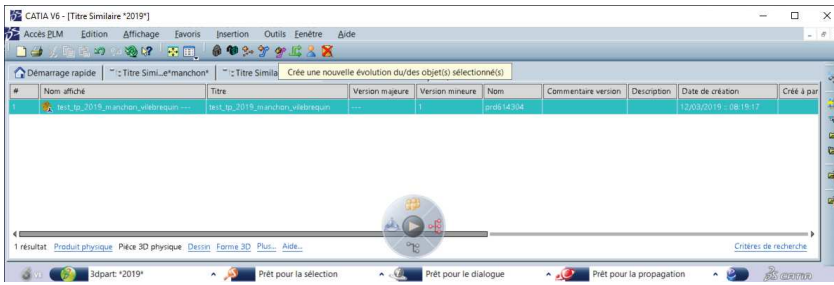 CATIA V6 - [Titre Similaire *2019*]
Accès PLM Edition Affichage Favoris Insertion Outils Fenêtre Aide
Démarrage rapide Titre Simi...e*manchon* Titre Simila Crée une nouvelle évolution du/des objet(s) sélectionné(s)
# Nom affiché Titre Version majeure Version mineure Nom Commentaire version Description Date de création Créé à par
1 test_tp_2019_manchon_vilebrequin --- test_tp_2019_manchon_vilebrequin --- 1 prd614304 12/03/2019 :: 08:19:17
1 résultat Produit physique Pièce 3D physique Dessin Forme 3D Plus... Aide... Critères de recherche
3dpart: *2019* Prêt pour la sélection Prêt pour le dialogue Prêt pour la propagation CATIA